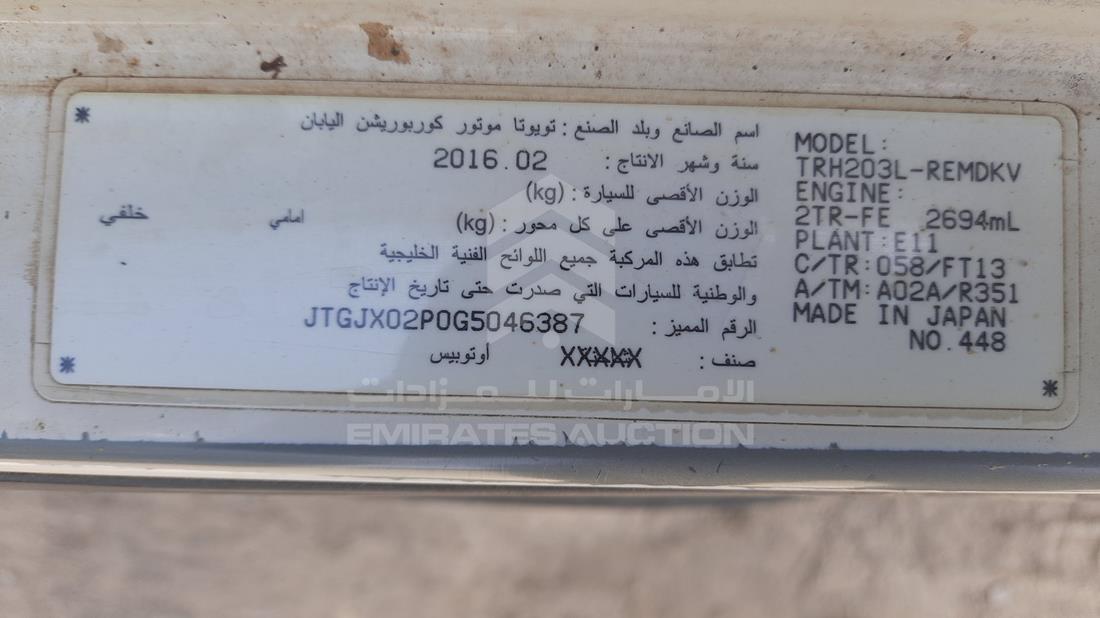 اسم الصانع وبلد الصنع : تويوتا موتور كوربوريشن اليابان
سنة وشهر الانتاج : 2016.02
الوزن الأقصى للسيارة : (kg)
الوزن الأقصى على كل محور : (kg) امامي خلفي
تطابق هذه المركبة جميع اللوائح الفنية الخليجية
والوطنية للسيارات التي صدرت حتى تاريخ الإنتاج
الرقم المميز : JTGJX02P0G5046387
صنف : XXXXX أوتوبيس
MODEL:
TRH203L-REMDKV
ENGINE:
2TR-FE 2694mL
PLANT:E11
C/TR:058/FT13
A/TM:A02A/R351
MADE IN JAPAN
NO.448
الامارات للمزادات
EMIRATES AUCTION